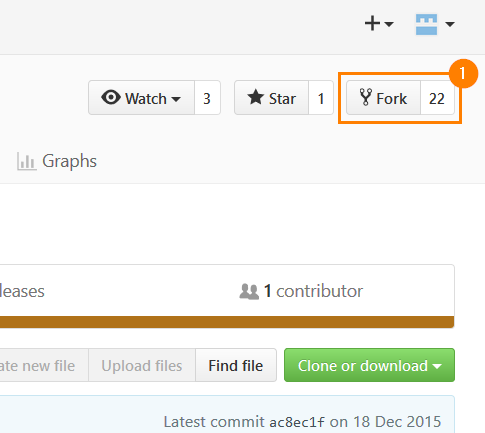 1
Watch 3 Star 1 Fork 22
Graphs
leases 1 contributor
ate new file Upload files Find file Clone or download
Latest commit ac8ec1f on 18 Dec 2015